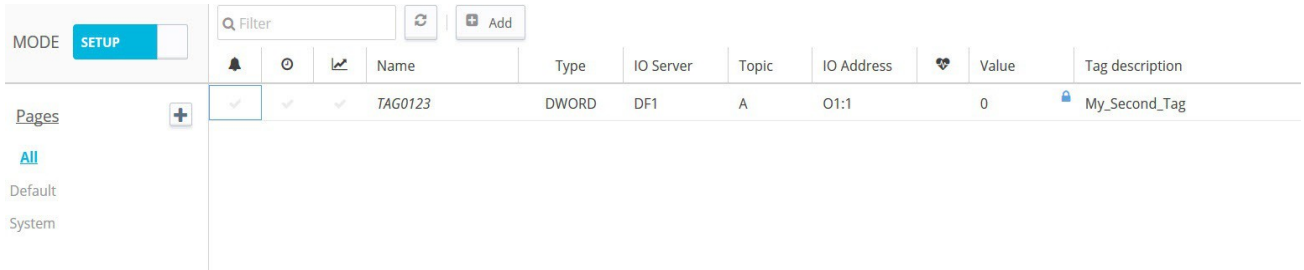 MODE SETUP
Filter Add
Name Type IO Server Topic IO Address Value Tag description
TAG0123 DWORD DF1 A O1:1 0 My_Second_Tag
Pages
All
Default
System